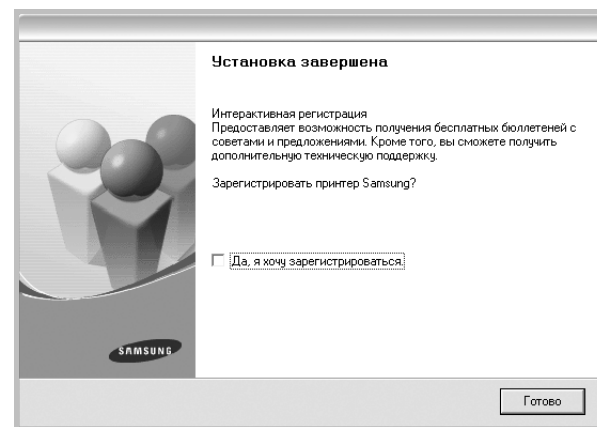 Установка завершена
Интерактивная регистрация
Предоставляет возможность получения бесплатных бюллетеней с
советами и предложениями. Кроме того, вы сможете получить
дополнительную техническую поддержку.
Зарегистрировать принтер Samsung?
Да, я хочу зарегистрироваться.
SAMSUNG
Готово